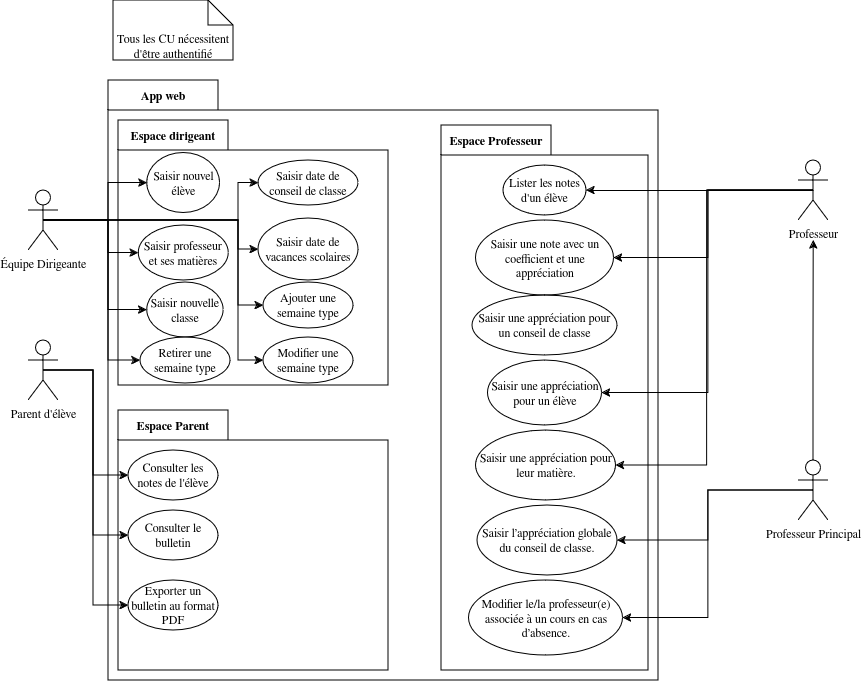 Tous les CU nécessitent
d'être authentifié
App web
Espace dirigeant
Saisir nouvel
élève
Saisir date de
conseil de classe
Saisir professeur
et ses matières
Saisir date de
vacances scolaires
Saisir nouvelle
classe
Ajouter une
semaine type
Retirer une
semaine type
Modifier une
semaine type
Équipe Dirigeante
Parent d'élève
Espace Parent
Consulter les
notes de l'élève
Consulter le
bulletin
Exporter un
bulletin au format
PDF
Espace Professeur
Lister les notes
d'un élève
Saisir une note avec un
coefficient et une
appréciation
Saisir une appréciation pour
un conseil de classe
Saisir une appréciation
pour un élève
Saisir une appréciation pour
leur matière.
Saisir l'appréciation globale
du conseil de classe.
Modifier le/la professeur(e)
associée à un cours en cas
d'absence.
Professeur
Professeur Principal